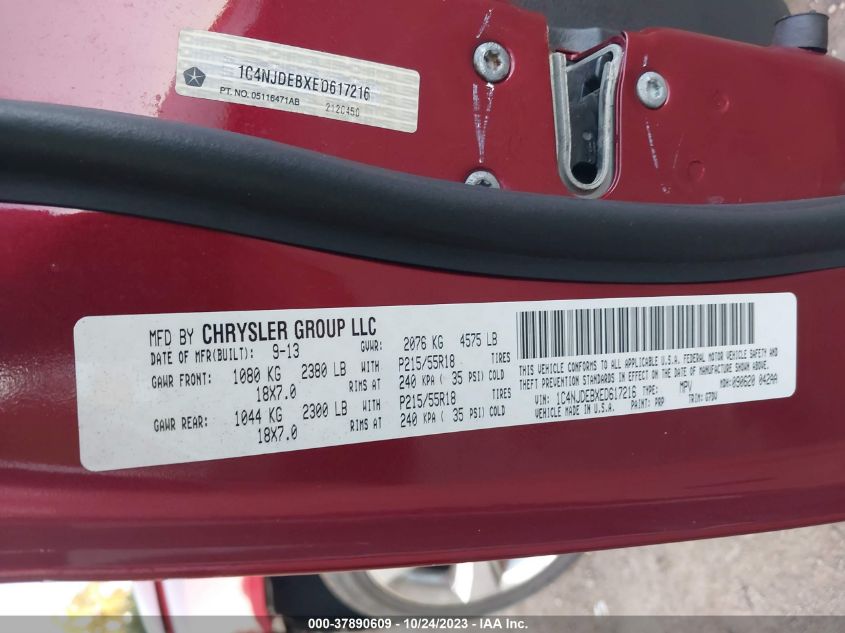 1C4NJDEBXED617216
PT. NO. 05116471AB 2120450
MFD BY CHRYSLER GROUP LLC
DATE OF MFR(BUILT): 9-13 GVWR: 2076 KG 4575 LB
GAWR FRONT: 1080 KG 2380 LB WITH P215/55R18 TIRES
18X7.0 RIMS AT 240 KPA ( 35 PSI) COLD
GAWR REAR: 1044 KG 2300 LB WITH P215/55R18 TIRES
18X7.0 RIMS AT 240 KPA ( 35 PSI) COLD
THIS VEHICLE CONFORMS TO ALL APPLICABLE U.S.A. FEDERAL MOTOR VEHICLE SAFETY AND
THEFT PREVENTION STANDARDS IN EFFECT ON THE DATE OF MANUFACTURE SHOWN ABOVE.
VIN: 1C4NJDEBXED617216 TYPE: MPV MDH: 090620 042AA
VEHICLE MADE IN U.S.A. PAINT: PRP TRIM: G7DV
000-37890609 - 10/24/2023 - IAA Inc.